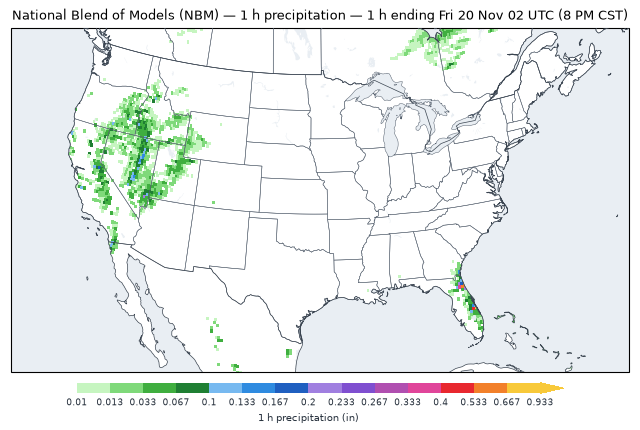 National Blend of Models (NBM) — 1 h precipitation — 1 h ending Fri 20 Nov 02 UTC (8 PM CST)
0.01 0.013 0.033 0.067 0.1 0.133 0.167 0.2 0.233 0.267 0.333 0.4 0.533 0.667 0.933
1 h precipitation (in)